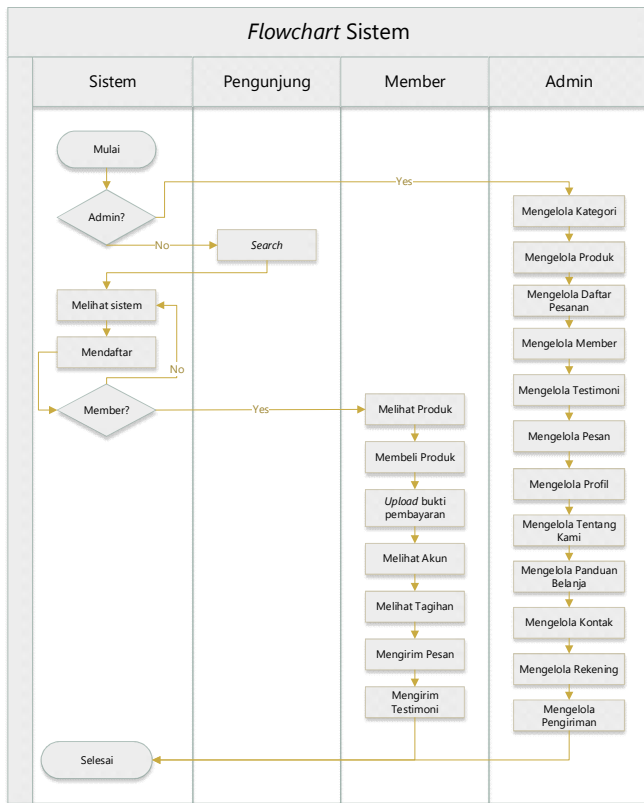 Flowchart Sistem
Sistem
Pengunjung
Member
Admin
Mulai
Yes
Admin?
Mengelola Kategori
No
Search
Mengelola Produk
Melihat sistem
Mengelola Daftar
Pesanan
Mendaftar
Mengelola Member
No
Mengelola Testimoni
Member?
Yes
Melihat Produk
Mengelola Pesan
Membeli Produk
Mengelola Profil
Upload bukti
pembayaran
Mengelola Tentang
Kami
Melihat Akun
Mengelola Panduan
Belanja
Melihat Tagihan
Mengelola Kontak
Mengirim Pesan
Mengelola Rekening
Mengirim
Testimoni
Mengelola
Pengiriman
Selesai